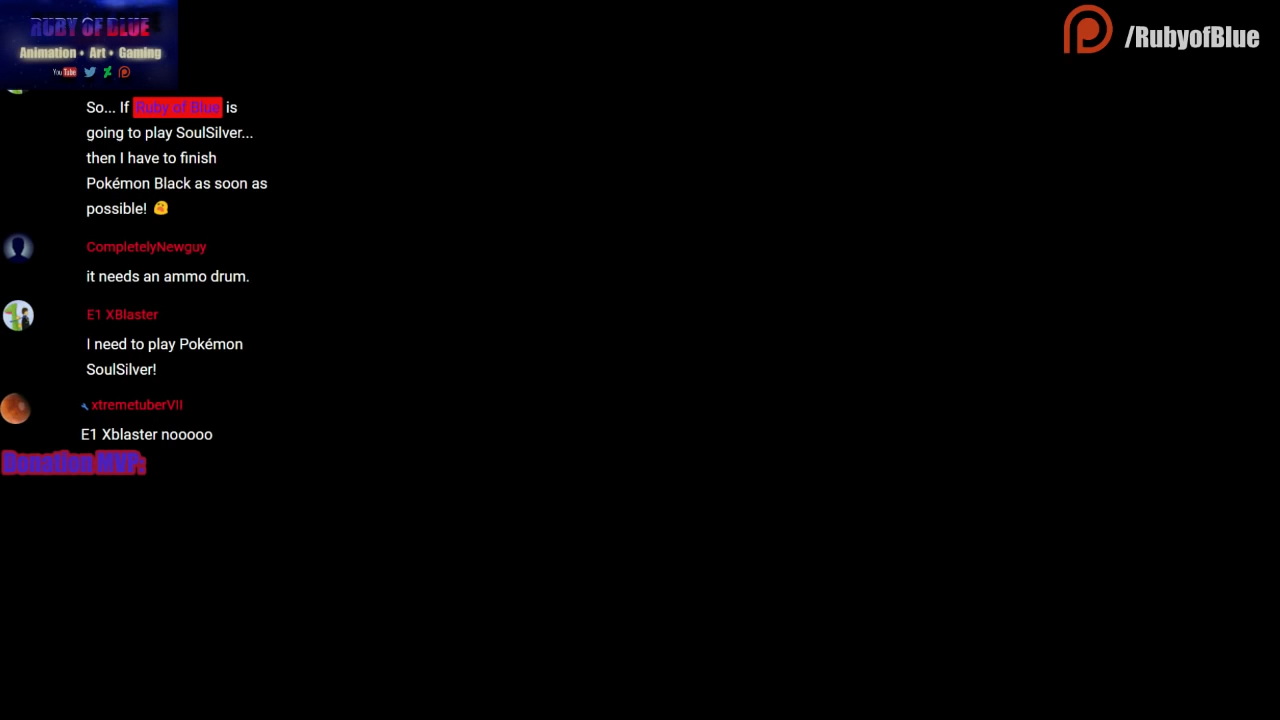 RUBY OF BLUE
Animation • Art • Gaming
YouTube
/RubyofBlue
So... If Ruby of Blue is
going to play SoulSilver...
then I have to finish
Pokémon Black as soon as
possible!
CompletelyNewguy
it needs an ammo drum.
E1 XBlaster
I need to play Pokémon
SoulSilver!
xtremetuberVII
E1 Xblaster nooooo
Donation MVP: